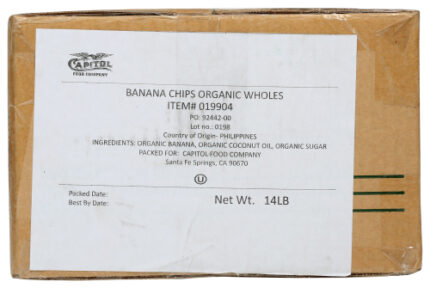 CAPITOL
FOOD COMPANY
BANANA CHIPS ORGANIC WHOLES
ITEM# 019904
PO: 92442-00
Lot no.: 0198
Country of Origin- PHILIPPINES
INGREDIENTS: ORGANIC BANANA, ORGANIC COCONUT OIL, ORGANIC SUGAR
PACKED FOR: CAPITOL FOOD COMPANY
Santa Fe Springs, CA 90670
U
Packed Date:
Best By Date:
Net Wt. 14LB